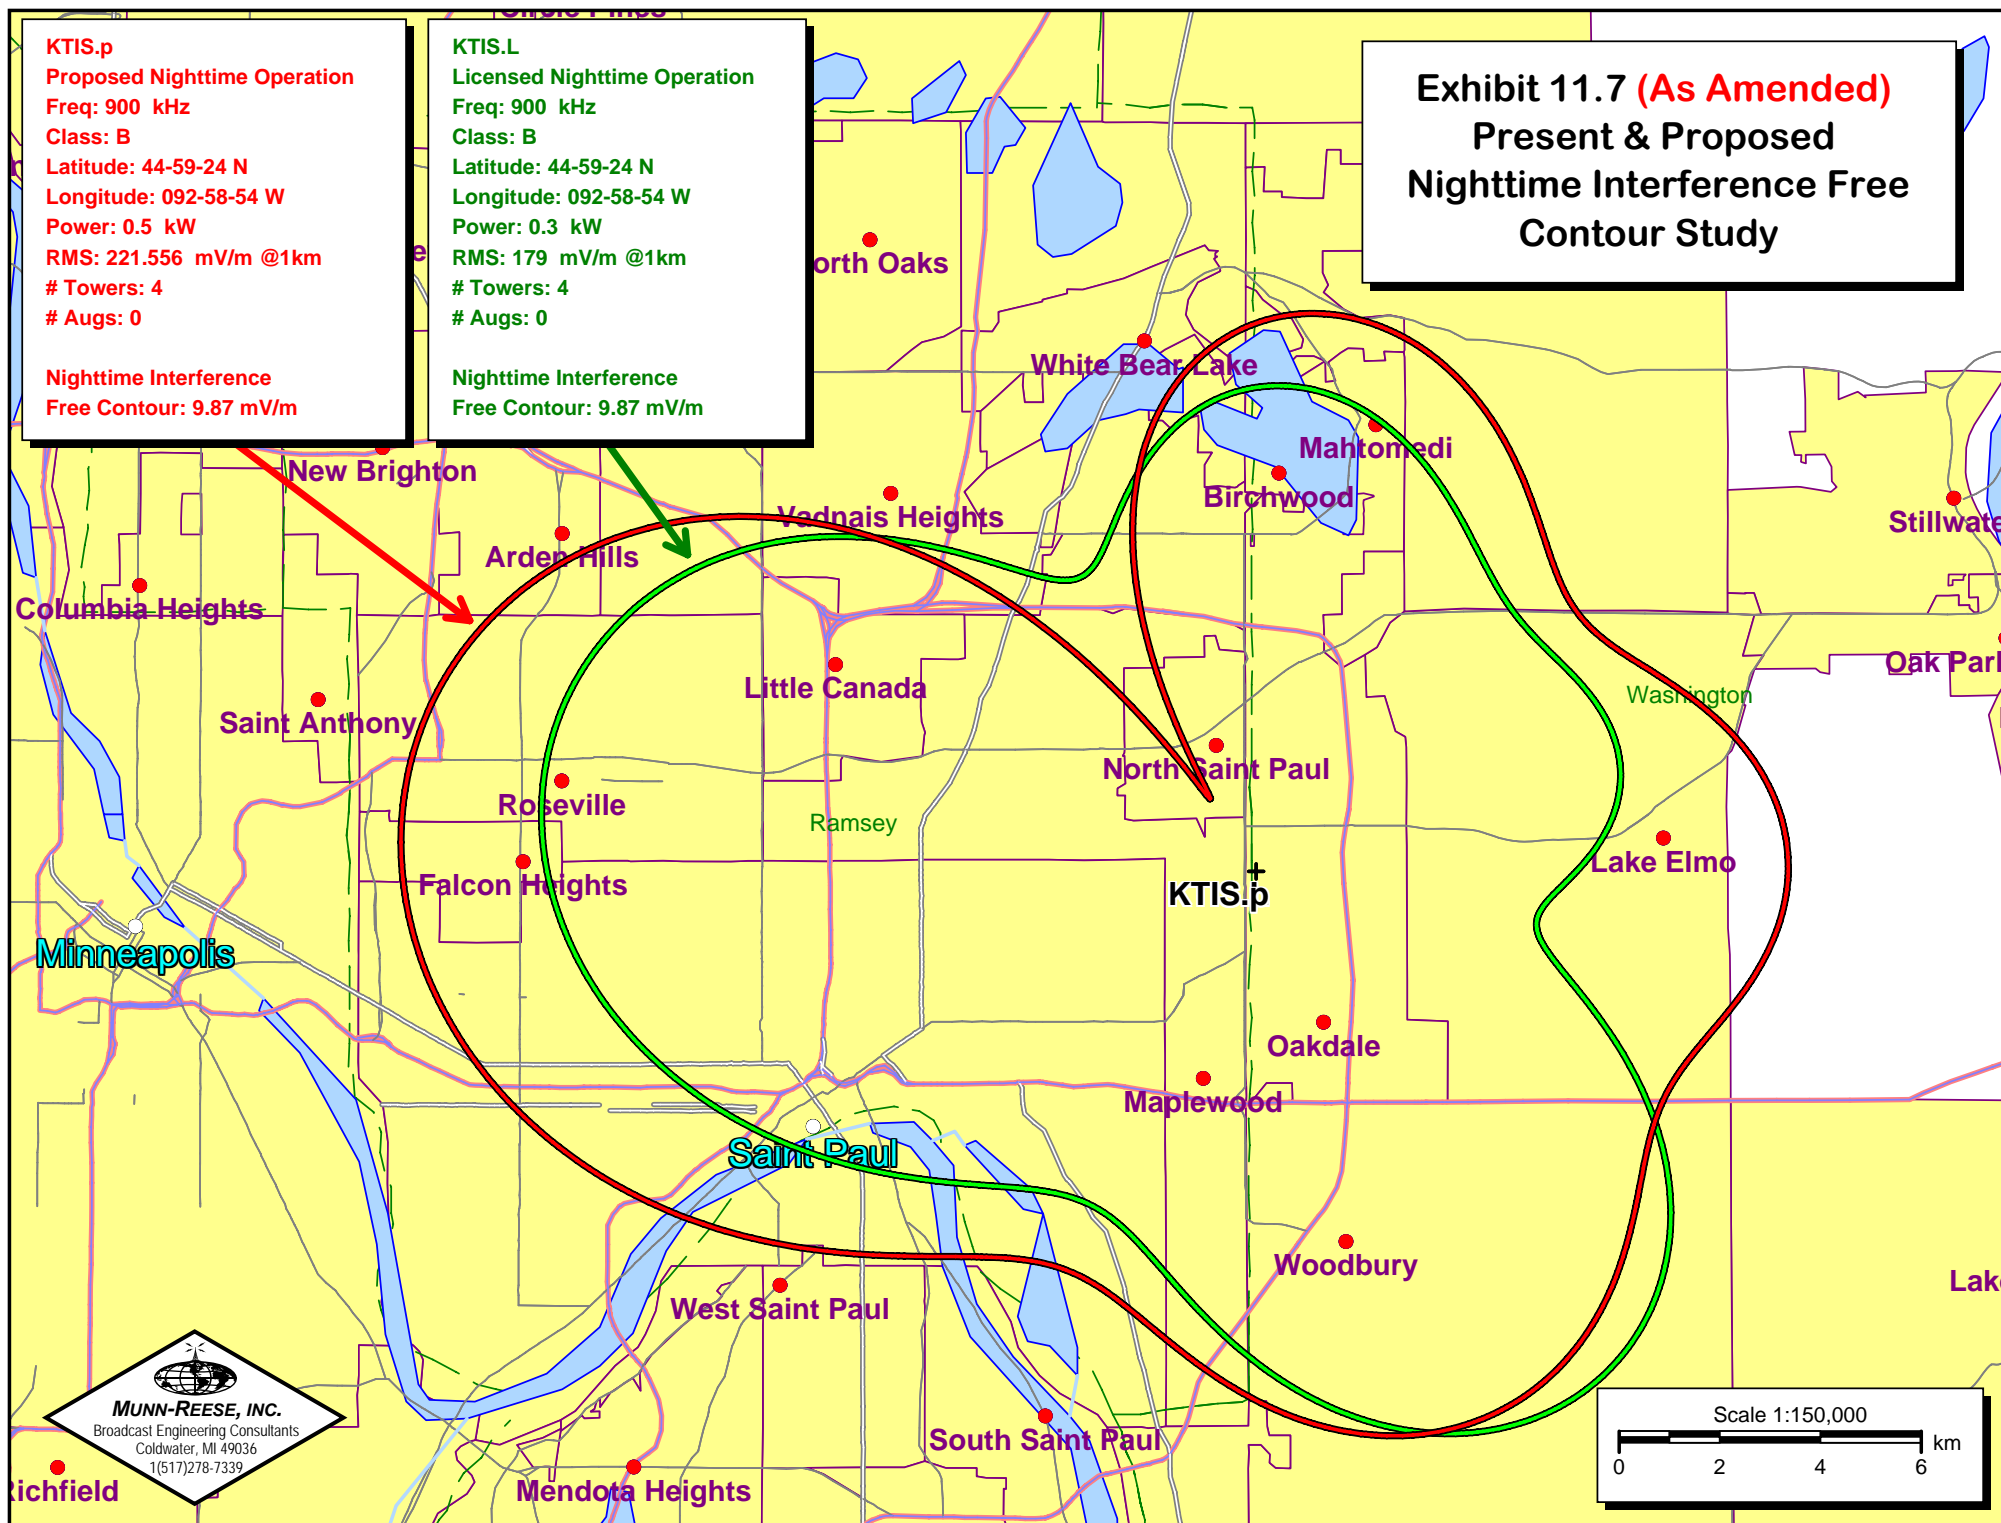 Circle Pines
KTIS.p
Proposed Nighttime Operation
Freq: 900 kHz
Class: B
Latitude: 44-59-24 N
Longitude: 092-58-54 W
Power: 0.5 kW
RMS: 221.556 mV/m @1km
# Towers: 4
# Augs: 0
Nighttime Interference
Free Contour: 9.87 mV/m
KTIS.L
Licensed Nighttime Operation
Freq: 900 kHz
Class: B
Latitude: 44-59-24 N
Longitude: 092-58-54 W
Power: 0.3 kW
RMS: 179 mV/m @1km
# Towers: 4
# Augs: 0
Nighttime Interference
Free Contour: 9.87 mV/m
Exhibit 11.7 (As Amended)
Present & Proposed
Nighttime Interference Free
Contour Study
orth Oaks
White Bear Lake
Mahtomedi
New Brighton
Birchwood
Vadnais Heights
Stillwate
Arden Hills
Columbia Heights
Oak Par
Little Canada
Washington
Saint Anthony
North Saint Paul
Roseville
Ramsey
Lake Elmo
Falcon Heights
KTIS.p
Minneapolis
Oakdale
Maplewood
Saint Paul
Woodbury
Lake
West Saint Paul
MUNN-REESE, INC.
Broadcast Engineering Consultants
Coldwater, MI 49036
1(517)278-7339
South Saint Paul
Scale 1:150,000
km
0 2 4 6
Richfield
Mendota Heights